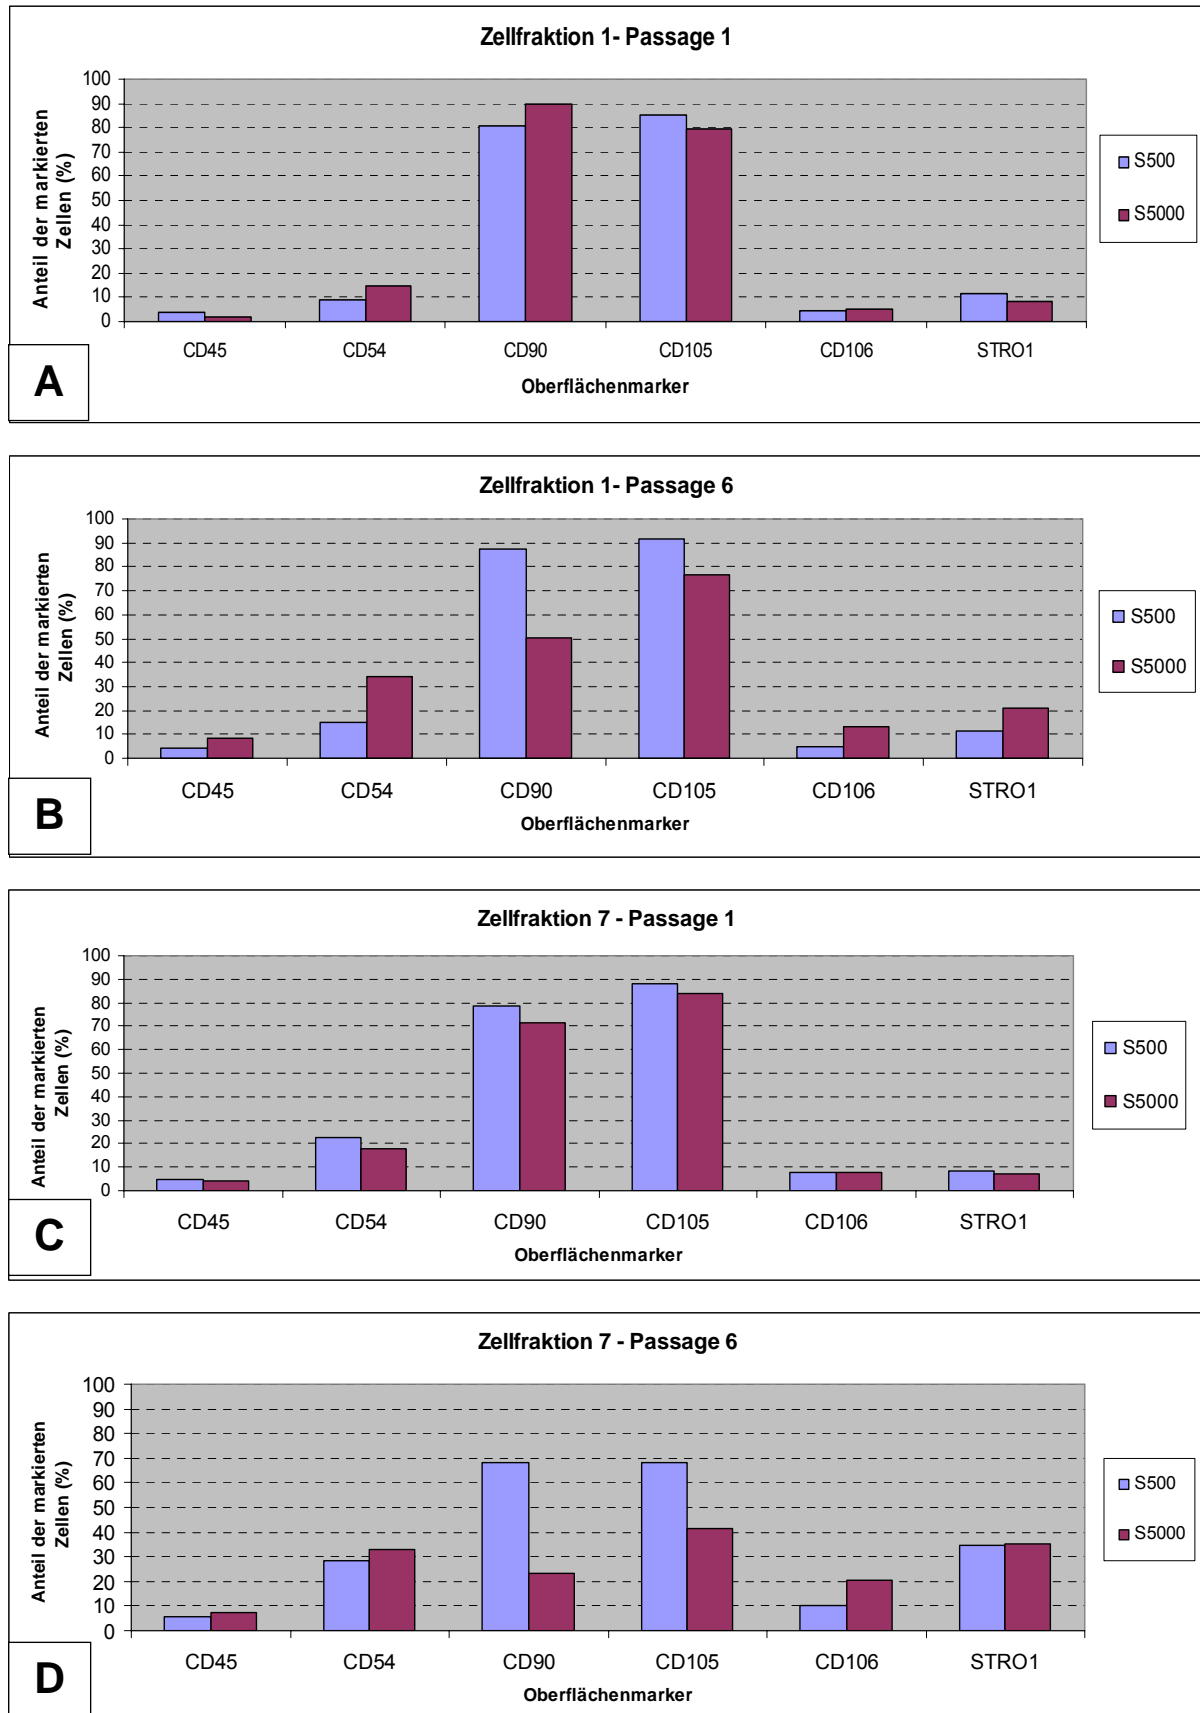 Zellfraktion 1- Passage 1
Anteil der markierten
Zellen (%)
100
90
80
70
60
50
40
30
20
10
0
CD45 CD54 CD90 CD105 CD106 STRO1
Oberflächenmarker
S500
S5000
A
Zellfraktion 1- Passage 6
Anteil der markierten
Zellen (%)
100
90
80
70
60
50
40
30
20
10
0
CD45 CD54 CD90 CD105 CD106 STRO1
Oberflächenmarker
S500
S5000
B
Zellfraktion 7 - Passage 1
Anteil der markierten
Zellen (%)
100
90
80
70
60
50
40
30
20
10
0
CD45 CD54 CD90 CD105 CD106 STRO1
Oberflächenmarker
S500
S5000
C
Zellfraktion 7 - Passage 6
Anteil der markierten
Zellen (%)
100
90
80
70
60
50
40
30
20
10
0
CD45 CD54 CD90 CD105 CD106 STRO1
Oberflächenmarker
S500
S5000
D